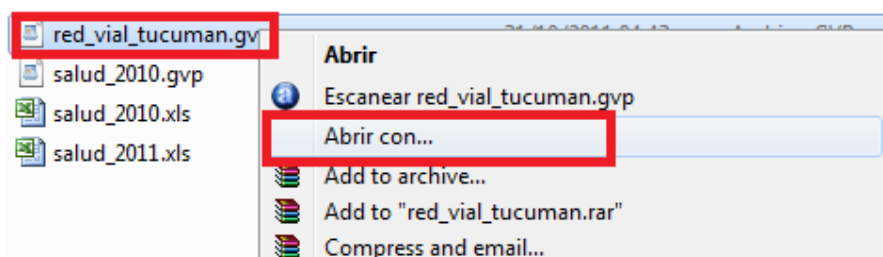 red_vial_tucuman.gv
salud_2010.gvp
salud_2010.xls
salud_2011.xls
Abrir
Escanear red_vial_tucuman.gvp
Abrir con...
Add to archive...
Add to "red_vial_tucuman.rar"
Compress and email...